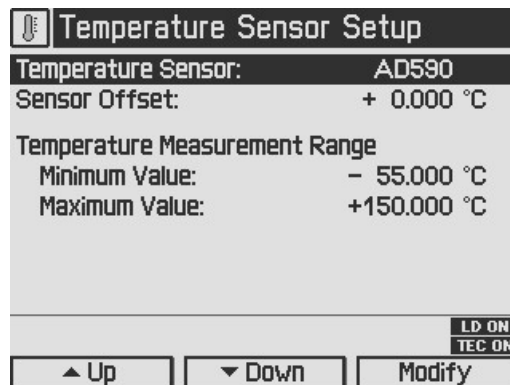 Temperature Sensor Setup
Temperature Sensor: AD590
Sensor Offset: + 0.000 °C
Temperature Measurement Range
Minimum Value: − 55.000 °C
Maximum Value: +150.000 °C
LD ON
TEC ON
▲ Up ▼ Down Modify